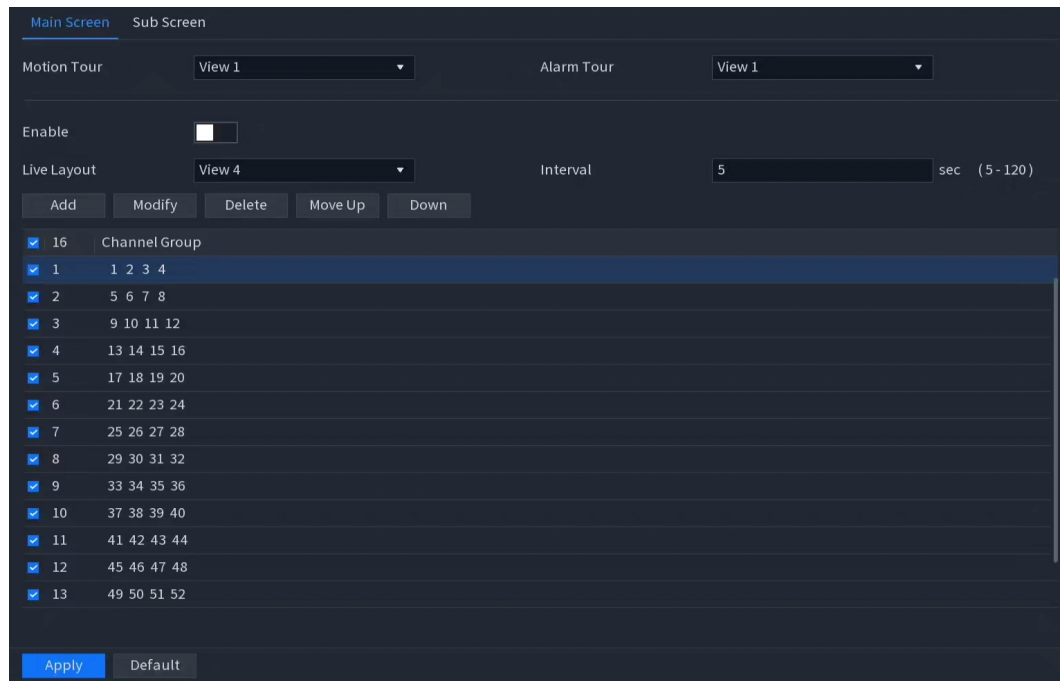 Main Screen Sub Screen
Motion Tour View 1 Alarm Tour View 1
Enable
Live Layout View 4 Interval 5 sec (5-120)
Add Modify Delete Move Up Down
16 Channel Group
1 1 2 3 4
2 5 6 7 8
3 9 10 11 12
4 13 14 15 16
5 17 18 19 20
6 21 22 23 24
7 25 26 27 28
8 29 30 31 32
9 33 34 35 36
10 37 38 39 40
11 41 42 43 44
12 45 46 47 48
13 49 50 51 52
Apply Default